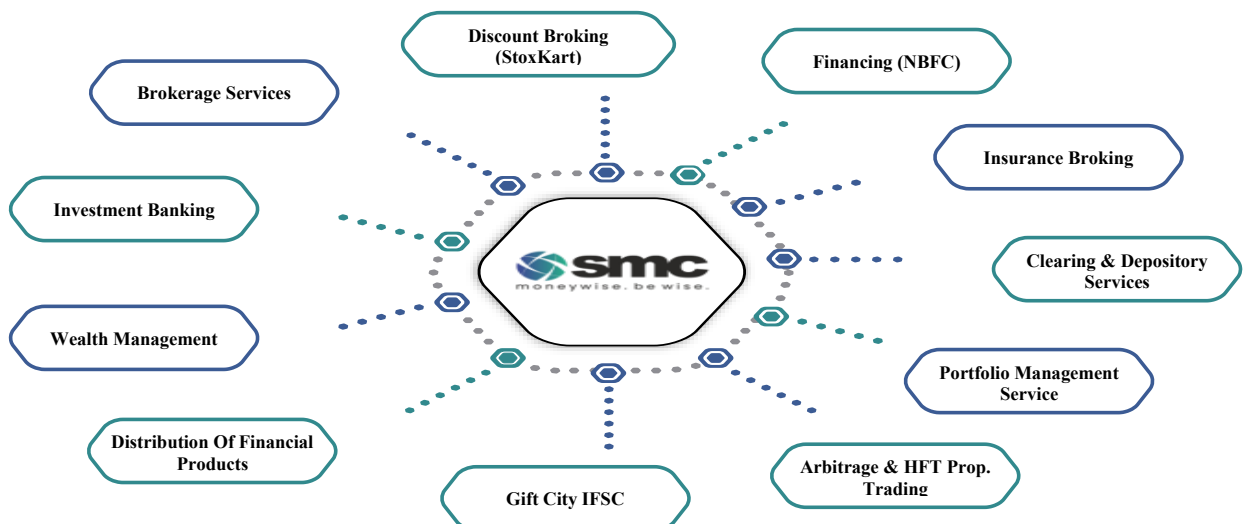 Discount Broking
(StoxKart)
Financing (NBFC)
Brokerage Services
Insurance Broking
Investment Banking
Clearing & Depository
Services
smc
moneywise. be wise.
Wealth Management
Portfolio Management
Service
Distribution Of Financial
Products
Arbitrage & HFT Prop.
Trading
Gift City IFSC